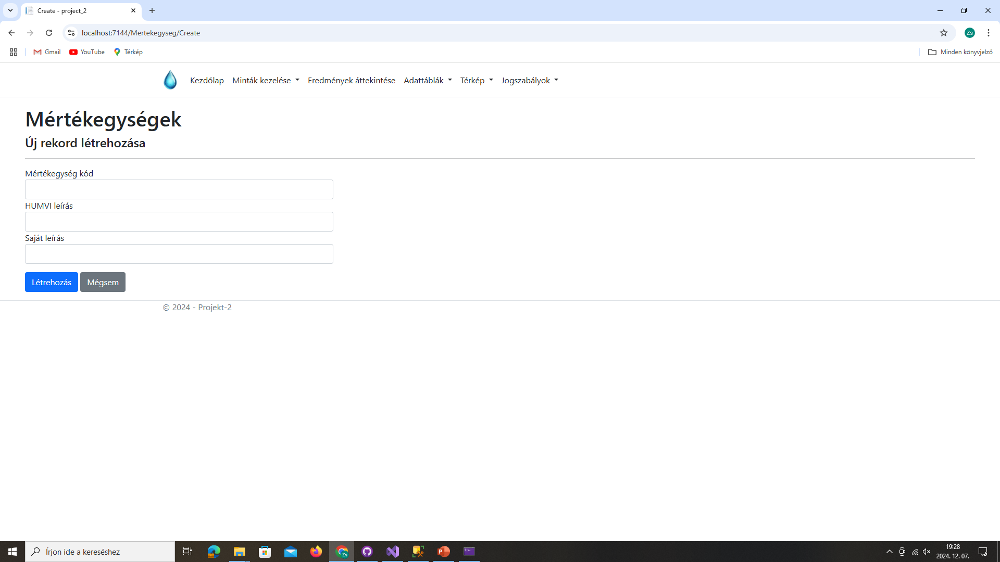 Create - project_2
localhost:7144/Mertekegyseg/Create
Zs
Gmail YouTube Térkép Minden könyvjelző
Kezdőlap Minták kezelése Eredmények áttekintése Adattáblák Térkép Jogszabályok
Mértékegységek
Új rekord létrehozása
Mértékegység kód
HUMVI leírás
Saját leírás
Létrehozás Mégsem
© 2024 - Projekt-2
Írjon ide a kereséshez
Zs
P
19:28
2024. 12. 07.